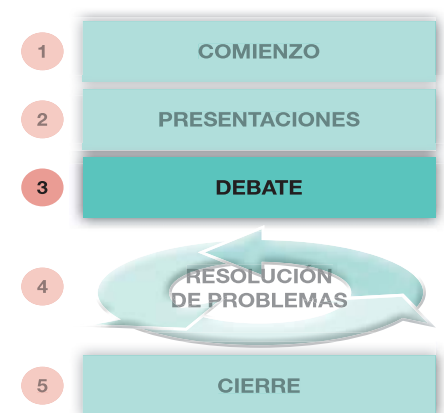 1 COMIENZO
2 PRESENTACIONES
3 DEBATE
4 RESOLUCIÓN
DE PROBLEMAS
5 CIERRE